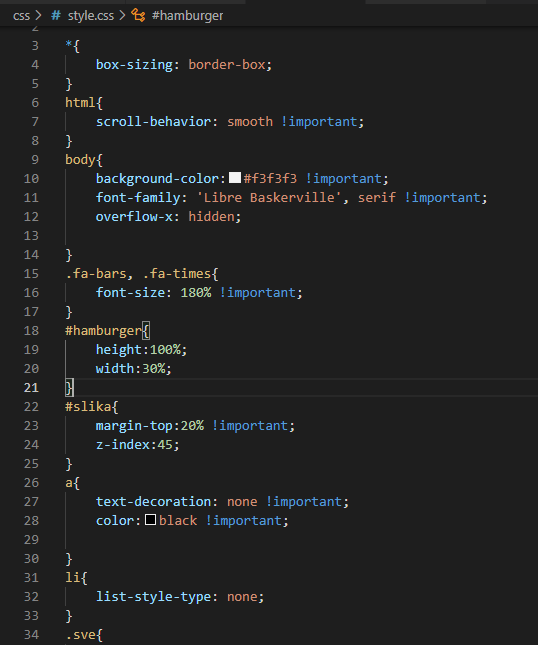 css > # style.css > #hamburger
2
3 *{
4 box-sizing: border-box;
5 }
6 html{
7 scroll-behavior: smooth !important;
8 }
9 body{
10 background-color: #f3f3f3 !important;
11 font-family: 'Libre Baskerville', serif !important;
12 overflow-x: hidden;
13
14 }
15 .fa-bars, .fa-times{
16 font-size: 180% !important;
17 }
18 #hamburger{
19 height:100%;
20 width:30%;
21 }
22 #slika{
23 margin-top:20% !important;
24 z-index:45;
25 }
26 a{
27 text-decoration: none !important;
28 color: black !important;
29
30 }
31 li{
32 list-style-type: none;
33 }
34 .sve{